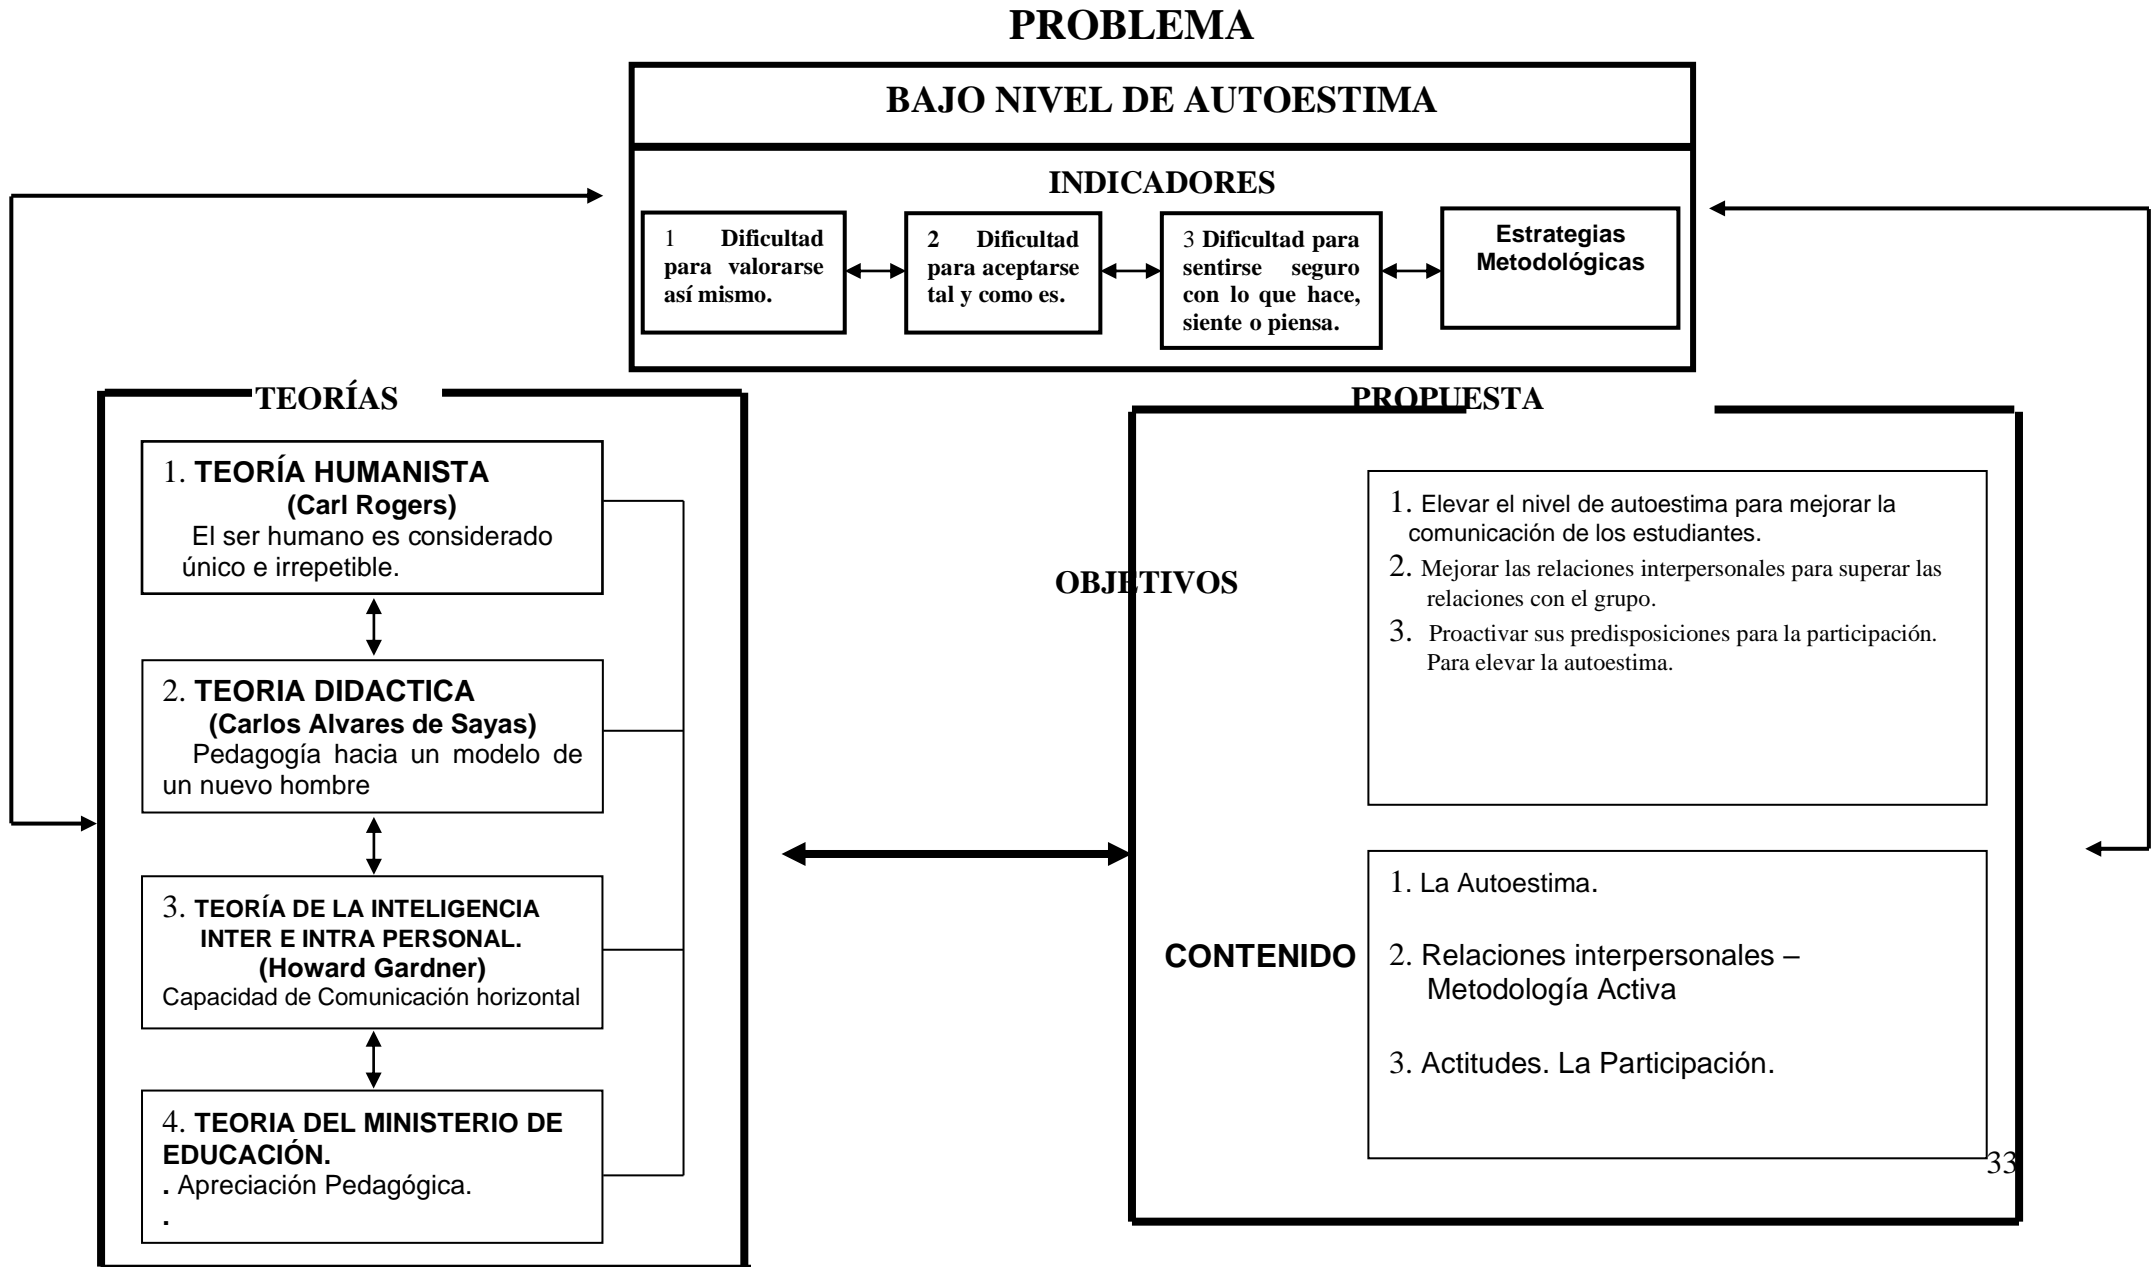 PROBLEMA
BAJO NIVEL DE AUTOESTIMA
INDICADORES
1 Dificultad
para valorarse
así mismo.
2 Dificultad
para aceptarse
tal y como es.
3 Dificultad para
sentirse seguro
con lo que hace,
siente o piensa.
Estrategias
Metodológicas
TEORÍAS
1. TEORÍA HUMANISTA
(Carl Rogers)
El ser humano es considerado
único e irrepetible.
2. TEORIA DIDACTICA
(Carlos Alvares de Sayas)
Pedagogía hacia un modelo de
un nuevo hombre
3. TEORÍA DE LA INTELIGENCIA
INTER E INTRA PERSONAL.
(Howard Gardner)
Capacidad de Comunicación horizontal
4. TEORIA DEL MINISTERIO DE
EDUCACIÓN.
. Apreciación Pedagógica.
.
PROPUESTA
OBJETIVOS
1. Elevar el nivel de autoestima para mejorar la
comunicación de los estudiantes.
2. Mejorar las relaciones interpersonales para superar las
relaciones con el grupo.
3. Proactivar sus predisposiciones para la participación.
Para elevar la autoestima.
CONTENIDO
1. La Autoestima.
2. Relaciones interpersonales –
Metodología Activa
3. Actitudes. La Participación.
33